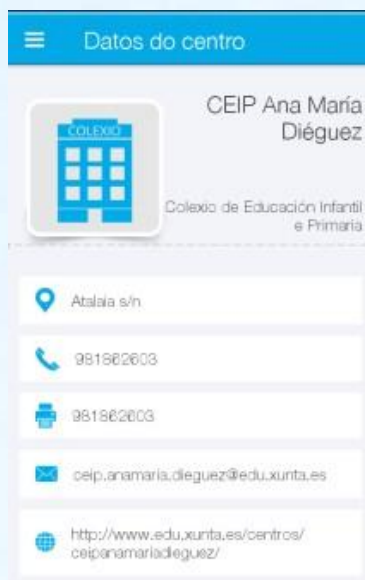 Datos do centro
COLEXIO
CEIP Ana María
Diéguez
Colexio de Educación Infantil
e Primaria
Atalaia s/n
981862603
981862603
ceip.anamaria.dieguez@edu.xunta.es
http://www.edu.xunta.es/centros/
ceipanamariadieguez/